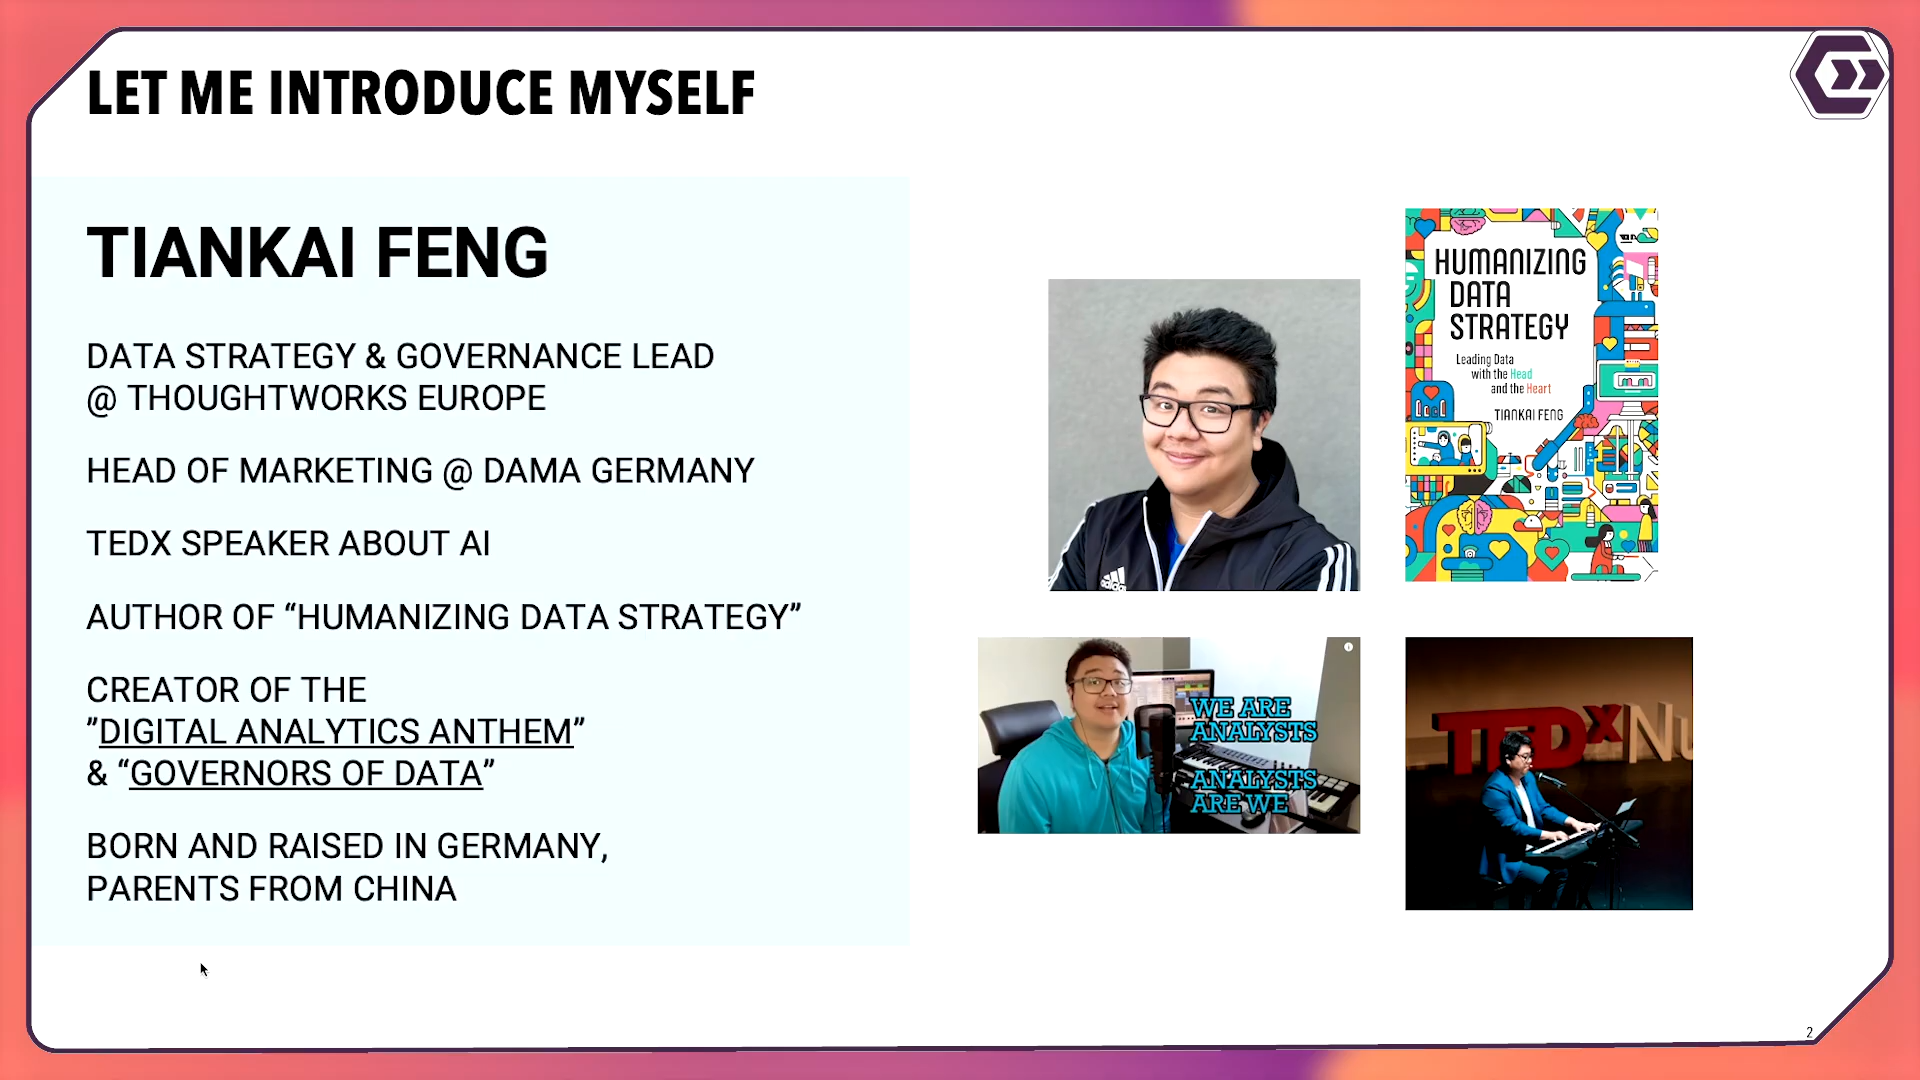 LET ME INTRODUCE MYSELF
TIANKAI FENG
DATA STRATEGY & GOVERNANCE LEAD
@ THOUGHTWORKS EUROPE
HEAD OF MARKETING @ DAMA GERMANY
TEDX SPEAKER ABOUT AI
AUTHOR OF “HUMANIZING DATA STRATEGY”
CREATOR OF THE
”DIGITAL ANALYTICS ANTHEM”
& “GOVERNORS OF DATA”
BORN AND RAISED IN GERMANY,
PARENTS FROM CHINA
adidas
HUMANIZING
DATA
STRATEGY
Leading Data
with the Head
and the Heart
TIANKAI FENG
WE ARE
ANALYSTS
ANALYSTS
ARE WE
TEDxNu
2